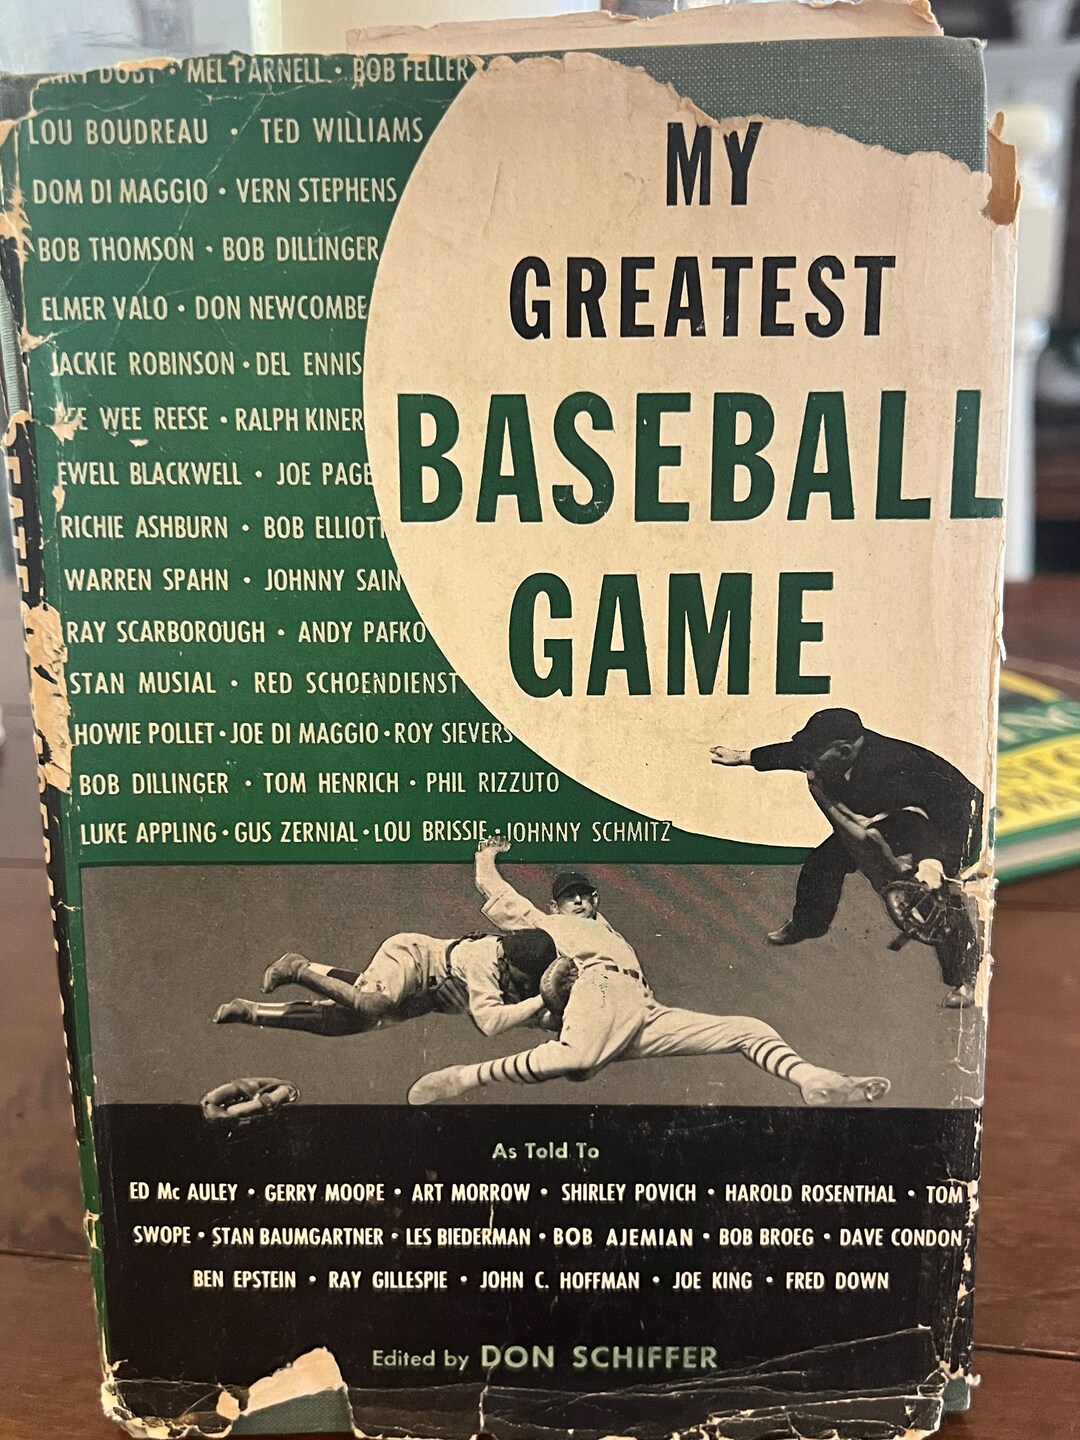 DOBY • MEL PARNELL • BOB FELLER
LOU BOUDREAU • TED WILLIAMS
DOM DI MAGGIO • VERN STEPHENS
BOB THOMSON • BOB DILLINGER
ELMER VALO • DON NEWCOMBE
JACKIE ROBINSON • DEL ENNIS
WEE REESE • RALPH KINER
EWELL BLACKWELL • JOE PAGE
RICHIE ASHBURN • BOB ELLIOTT
WARREN SPAHN • JOHNNY SAIN
RAY SCARBOROUGH • ANDY PAFKO
STAN MUSIAL • RED SCHOENDIENST
HOWIE POLLET • JOE DI MAGGIO • ROY SIEVERS
BOB DILLINGER • TOM HENRICH • PHIL RIZZUTO
LUKE APPLING • GUS ZERNIAL • LOU BRISSIE • JOHNNY SCHMITZ
MY
GREATEST
BASEBALL
GAME
As Told To
ED Mc AULEY • GERRY MOORE • ART MORROW • SHIRLEY POVICH • HAROLD ROSENTHAL • TOM
SWOPE • STAN BAUMGARTNER • LES BIEDERMAN • BOB AJEMIAN • BOB BROEG • DAVE CONDON
BEN EPSTEIN • RAY GILLESPIE • JOHN C. HOFFMAN • JOE KING • FRED DOWN
Edited by DON SCHIFFER